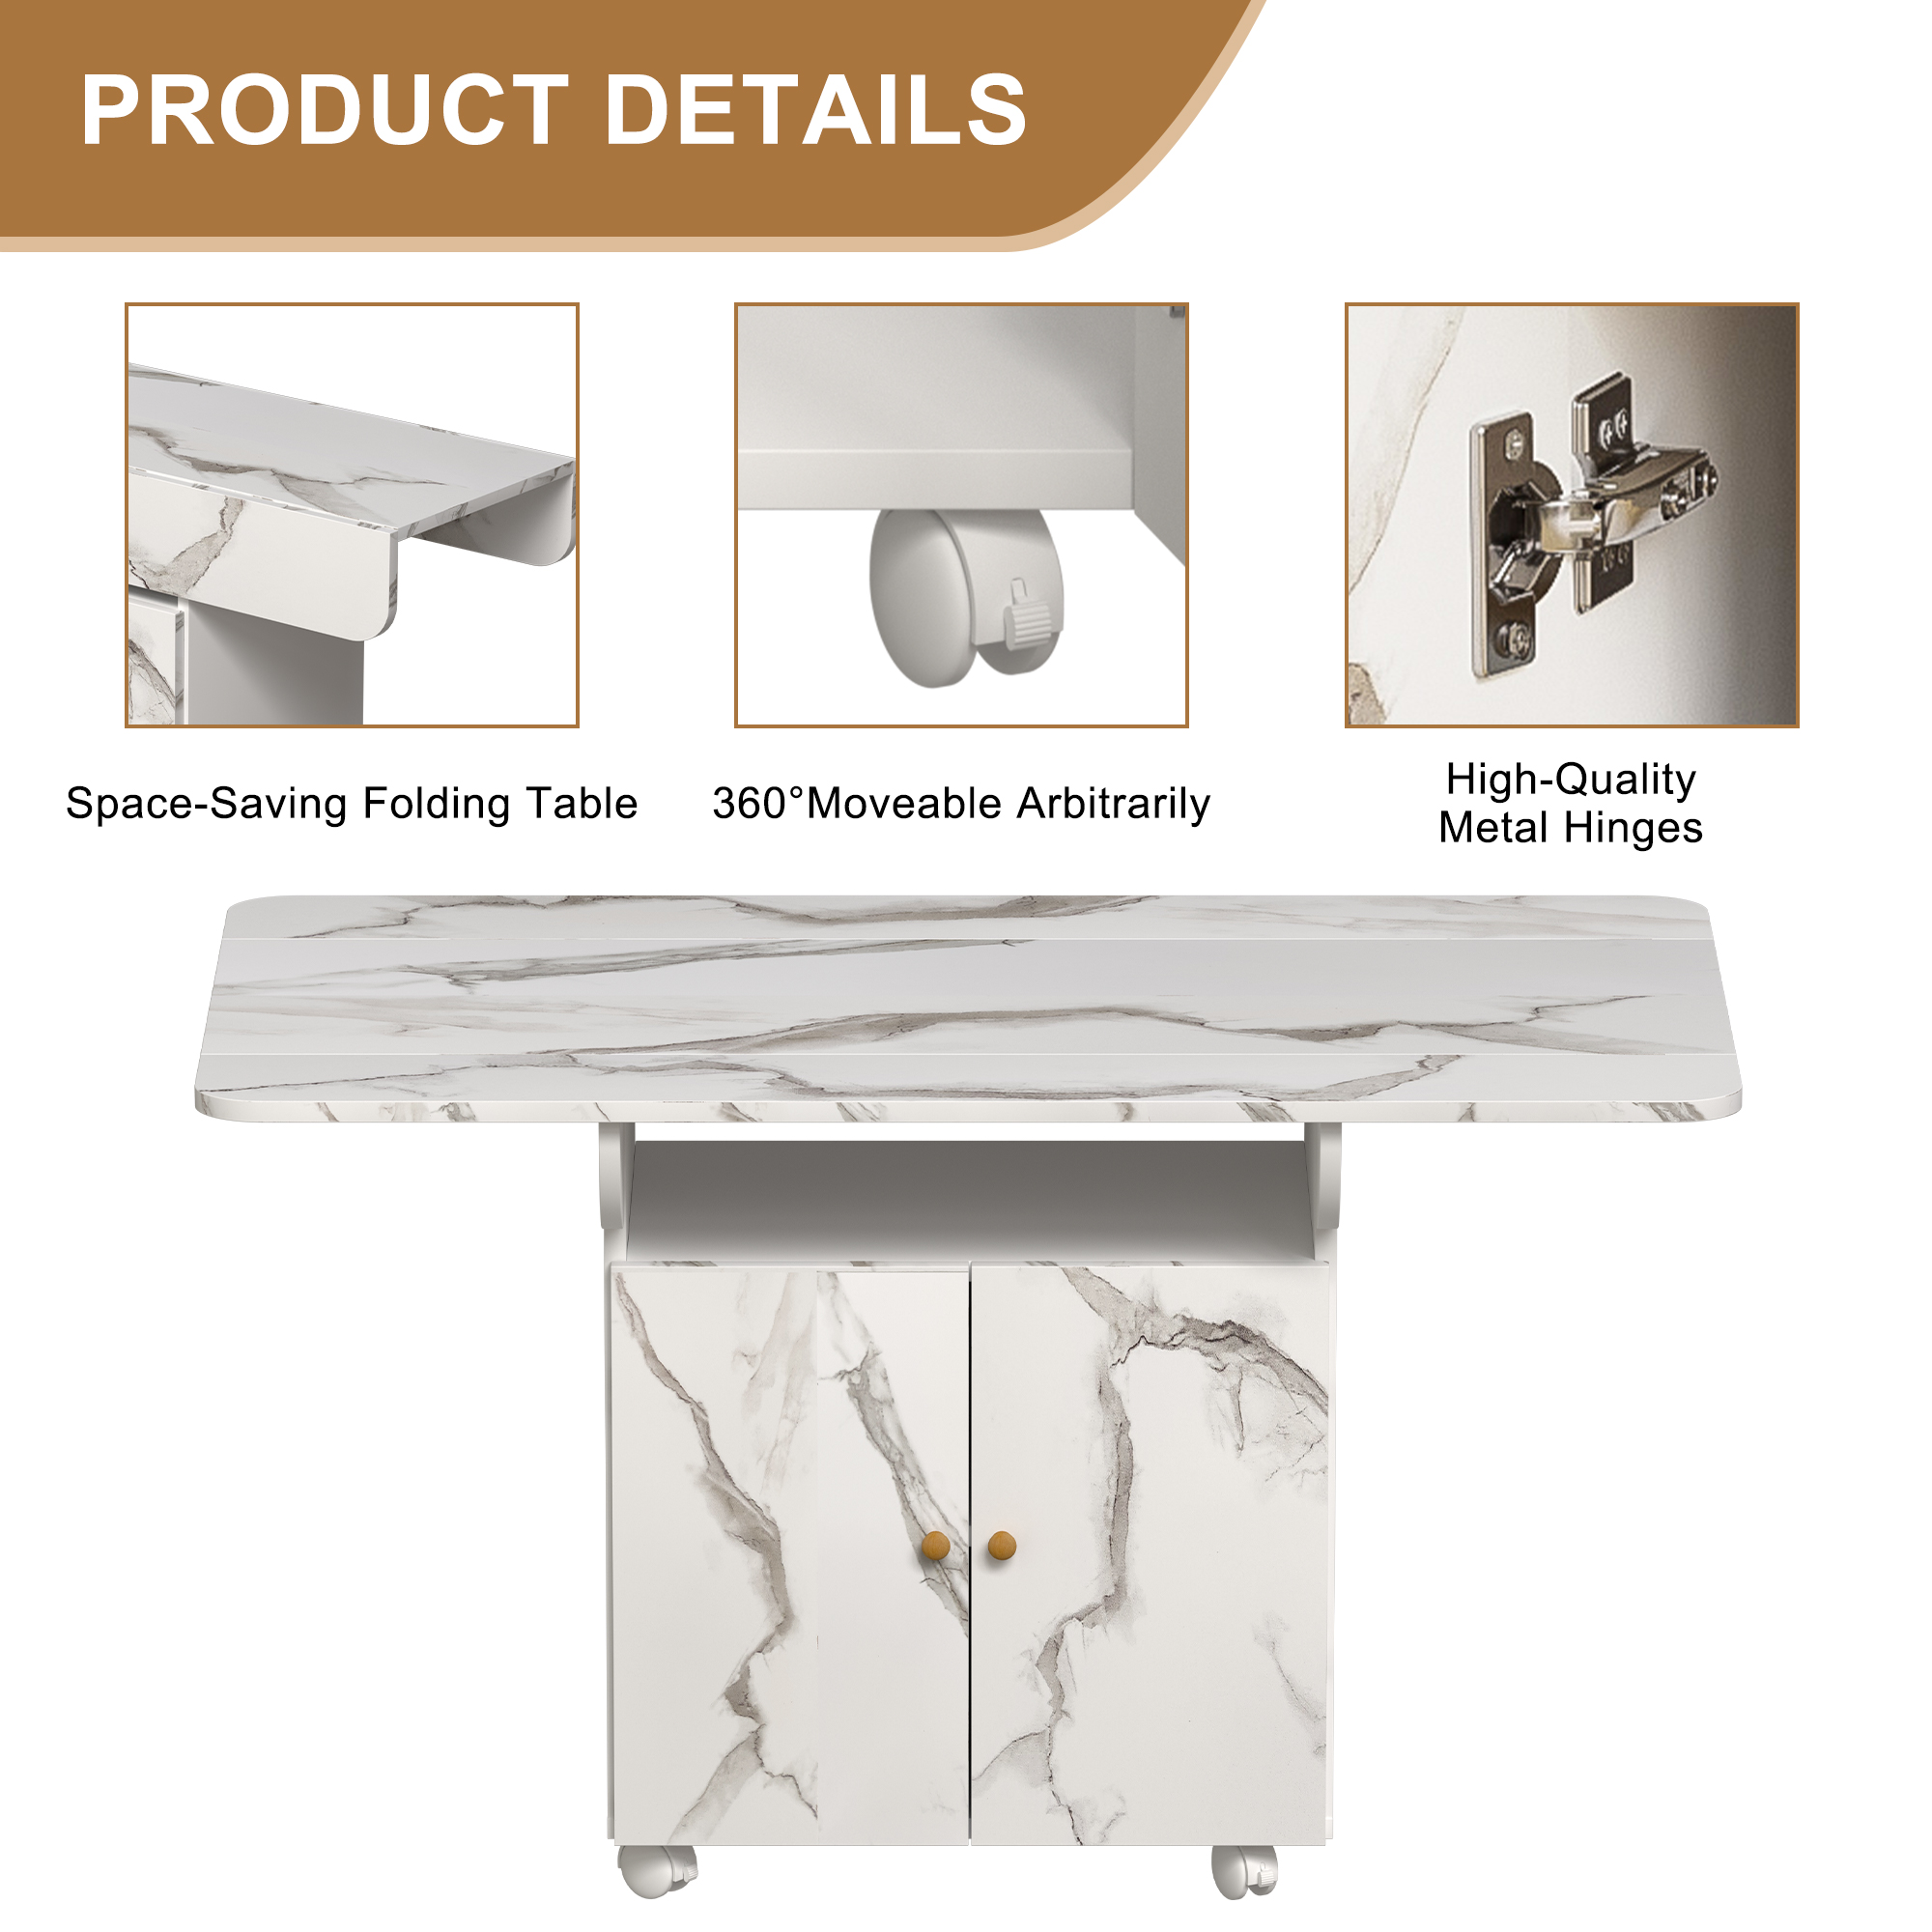 PRODUCT DETAILS
Space-Saving Folding Table
360°Moveable Arbitrarily
High-Quality
Metal Hinges